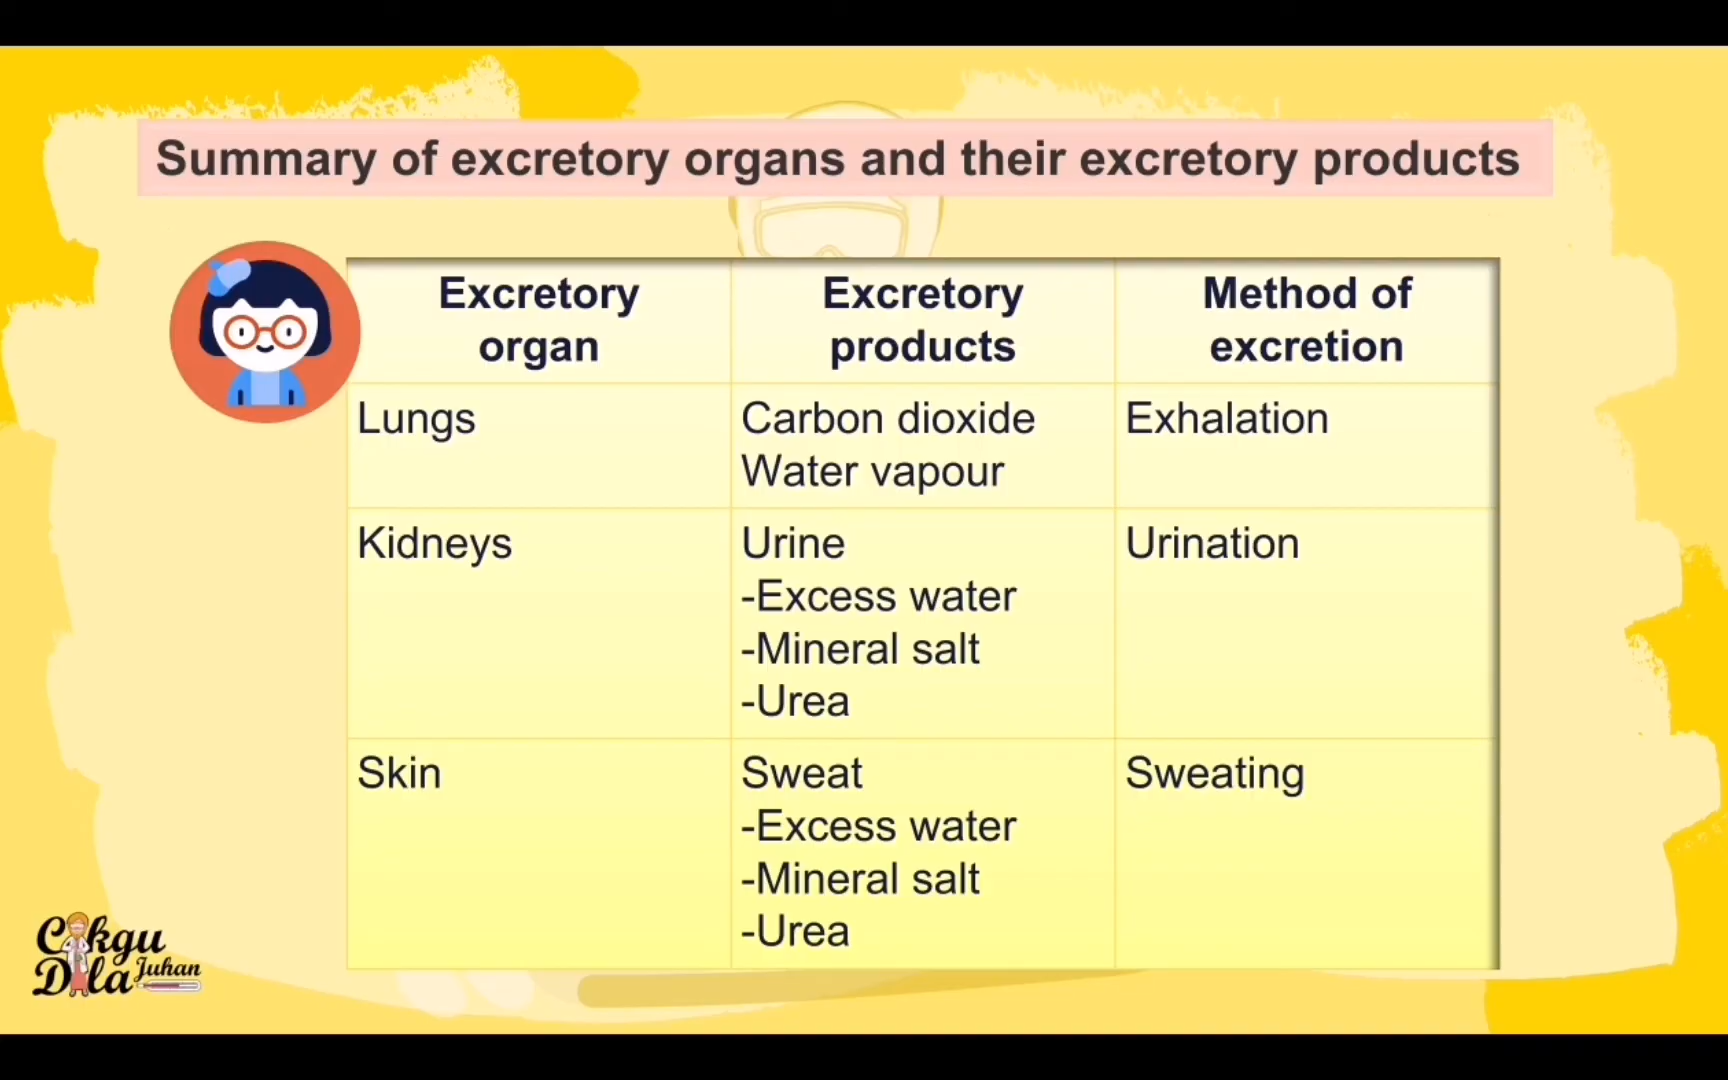 Summary of excretory organs and their excretory products
Excretory organ
Excretory products
Method of excretion
Lungs
Carbon dioxide
Water vapour
Exhalation
Kidneys
Urine
-Excess water
-Mineral salt
-Urea
Urination
Skin
Sweat
-Excess water
-Mineral salt
-Urea
Sweating
Cikgu
Dila Juhan